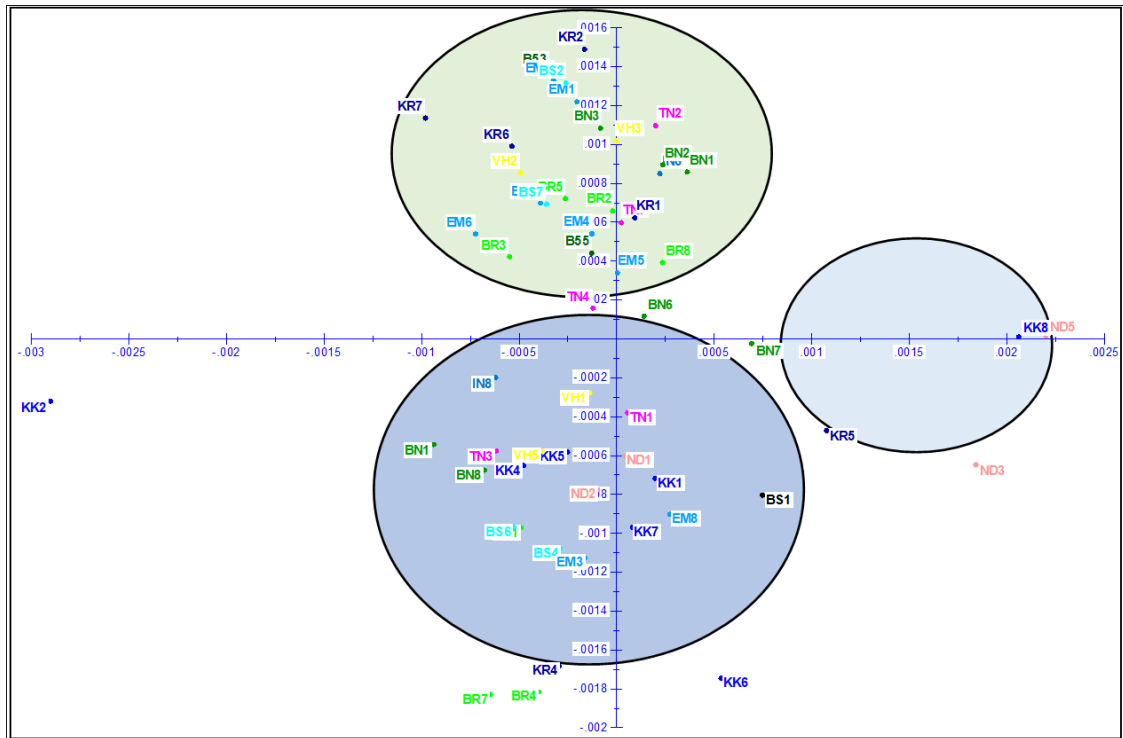 .0016
KR2
B53
.0014
BS2
EM1
KR7
.0012
BN3
TN2
VH3
KR6
.001
BN2
BN1
VH2
.0008
BS7
BR5
BR2
KR1
EM6
EM4
BR3
B55
BR8
.0004
EM5
TN4
BN6
KK8
ND5
-.003
-.0025
-.002
-.0015
-.001
-.0005
.0005
.001
.0015
.002
.0025
BN7
IN8
-.0002
KK2
VH1
-.0004
TN1
KR5
BN1
TN3
VH5
KK5
-.0006
ND1
BN8
KK4
KK1
ND3
ND2
BS1
EM8
BS6
-.001
KK7
BS4
EM3
-.0012
-.0014
-.0016
KR4
KK6
BR7
BR4
-.0018
-.002